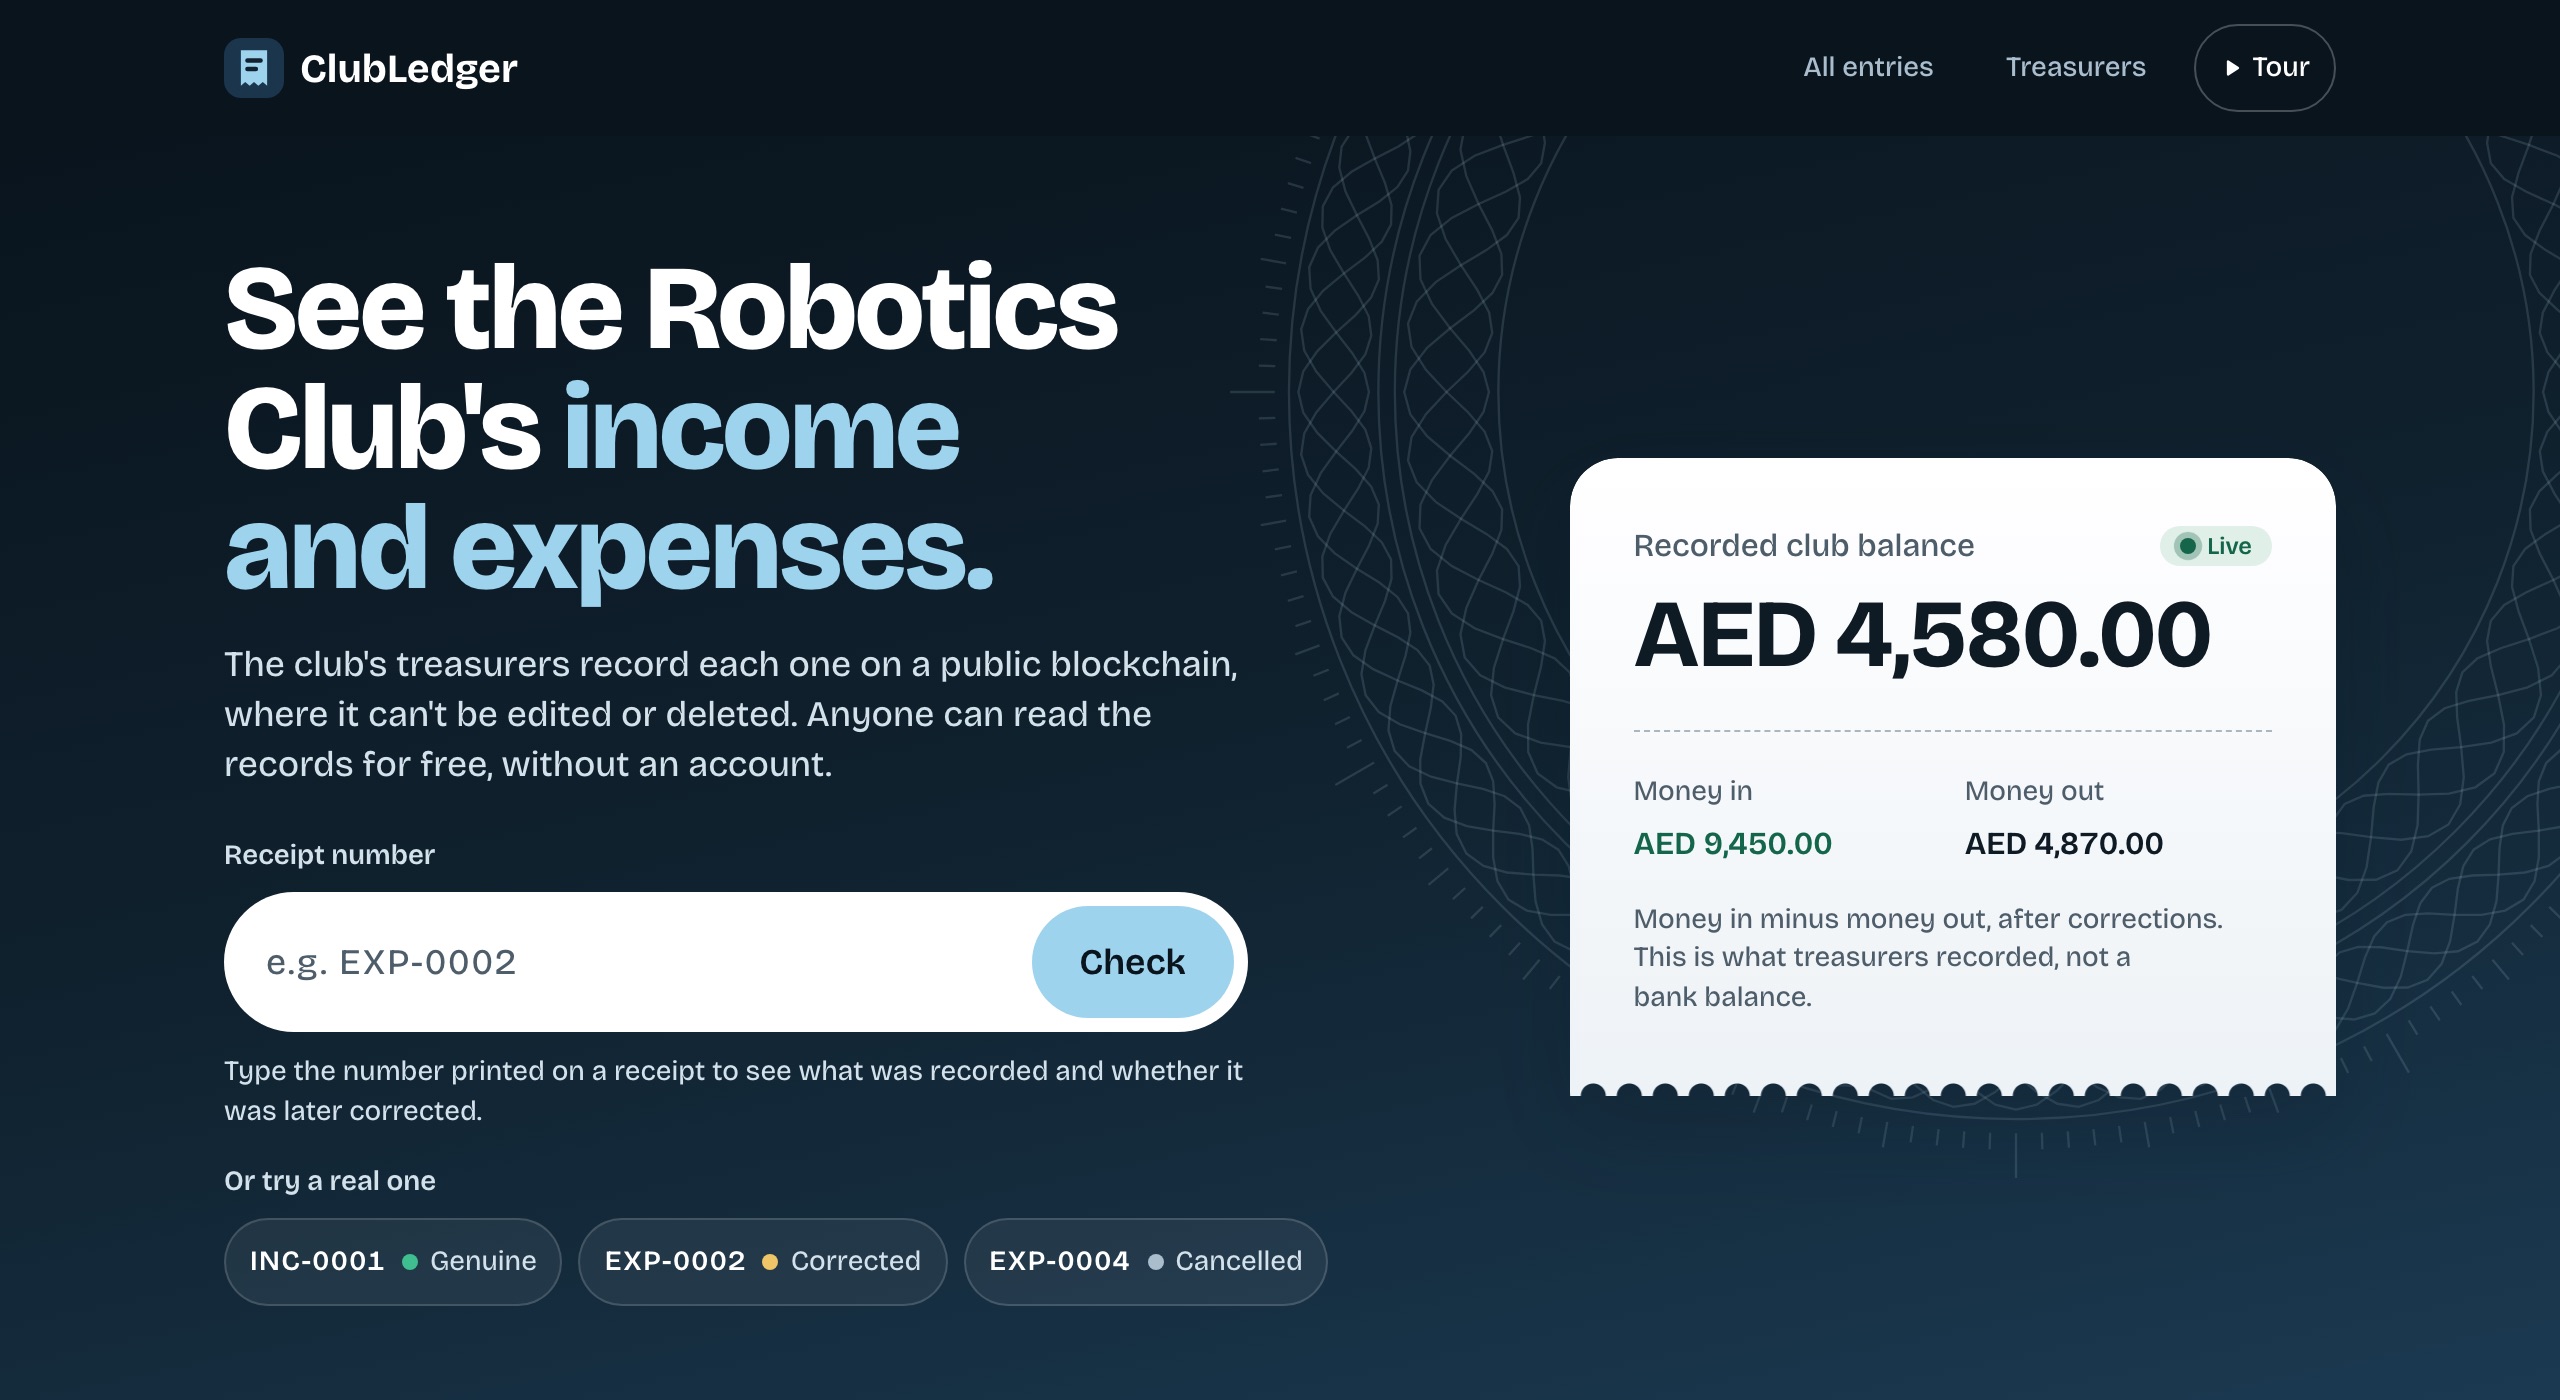 ClubLedger
All entries
Treasurers
Tour
See the Robotics
Club's income
and expenses.
The club's treasurers record each one on a public blockchain,
where it can't be edited or deleted. Anyone can read the
records for free, without an account.
Receipt number
e.g. EXP-0002
Check
Type the number printed on a receipt to see what was recorded and whether it
was later corrected.
Or try a real one
INC-0001 Genuine
EXP-0002 Corrected
EXP-0004 Cancelled
Recorded club balance
Live
AED 4,580.00
Money in
AED 9,450.00
Money out
AED 4,870.00
Money in minus money out, after corrections.
This is what treasurers recorded, not a
bank balance.